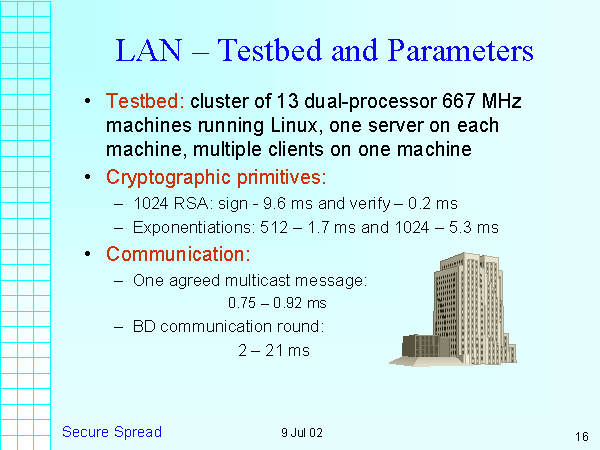 LAN – Testbed and Parameters
• Testbed: cluster of 13 dual-processor 667 MHz
machines running Linux, one server on each
machine, multiple clients on one machine
• Cryptographic primitives:
– 1024 RSA: sign - 9.6 ms and verify – 0.2 ms
– Exponentiations: 512 – 1.7 ms and 1024 – 5.3 ms
• Communication:
– One agreed multicast message:
0.75 – 0.92 ms
– BD communication round:
2 – 21 ms
Secure Spread
9 Jul 02
16